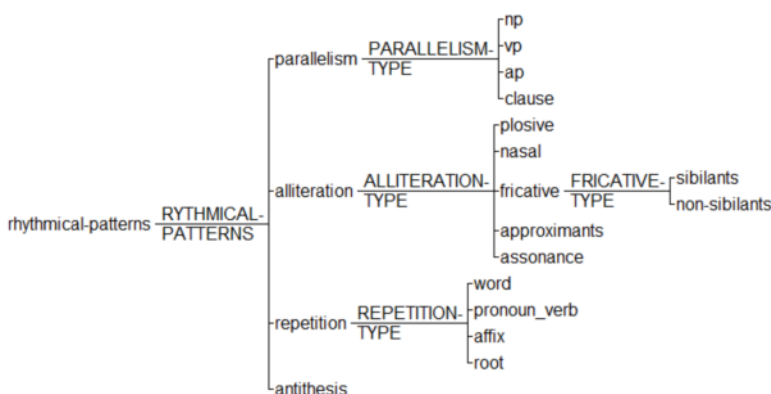 np
parallelism PARALLELISM-TYPE vp
ap
clause
plosive
nasal
alliteration ALLITERATION-TYPE fricative FRICATIVE-TYPE sibilants
non-sibilants
rhythmical-patterns RYTHMICAL-PATTERNS
approximants
assonance
word
repetition REPETITION-TYPE pronoun_verb
affix
root
antithesis